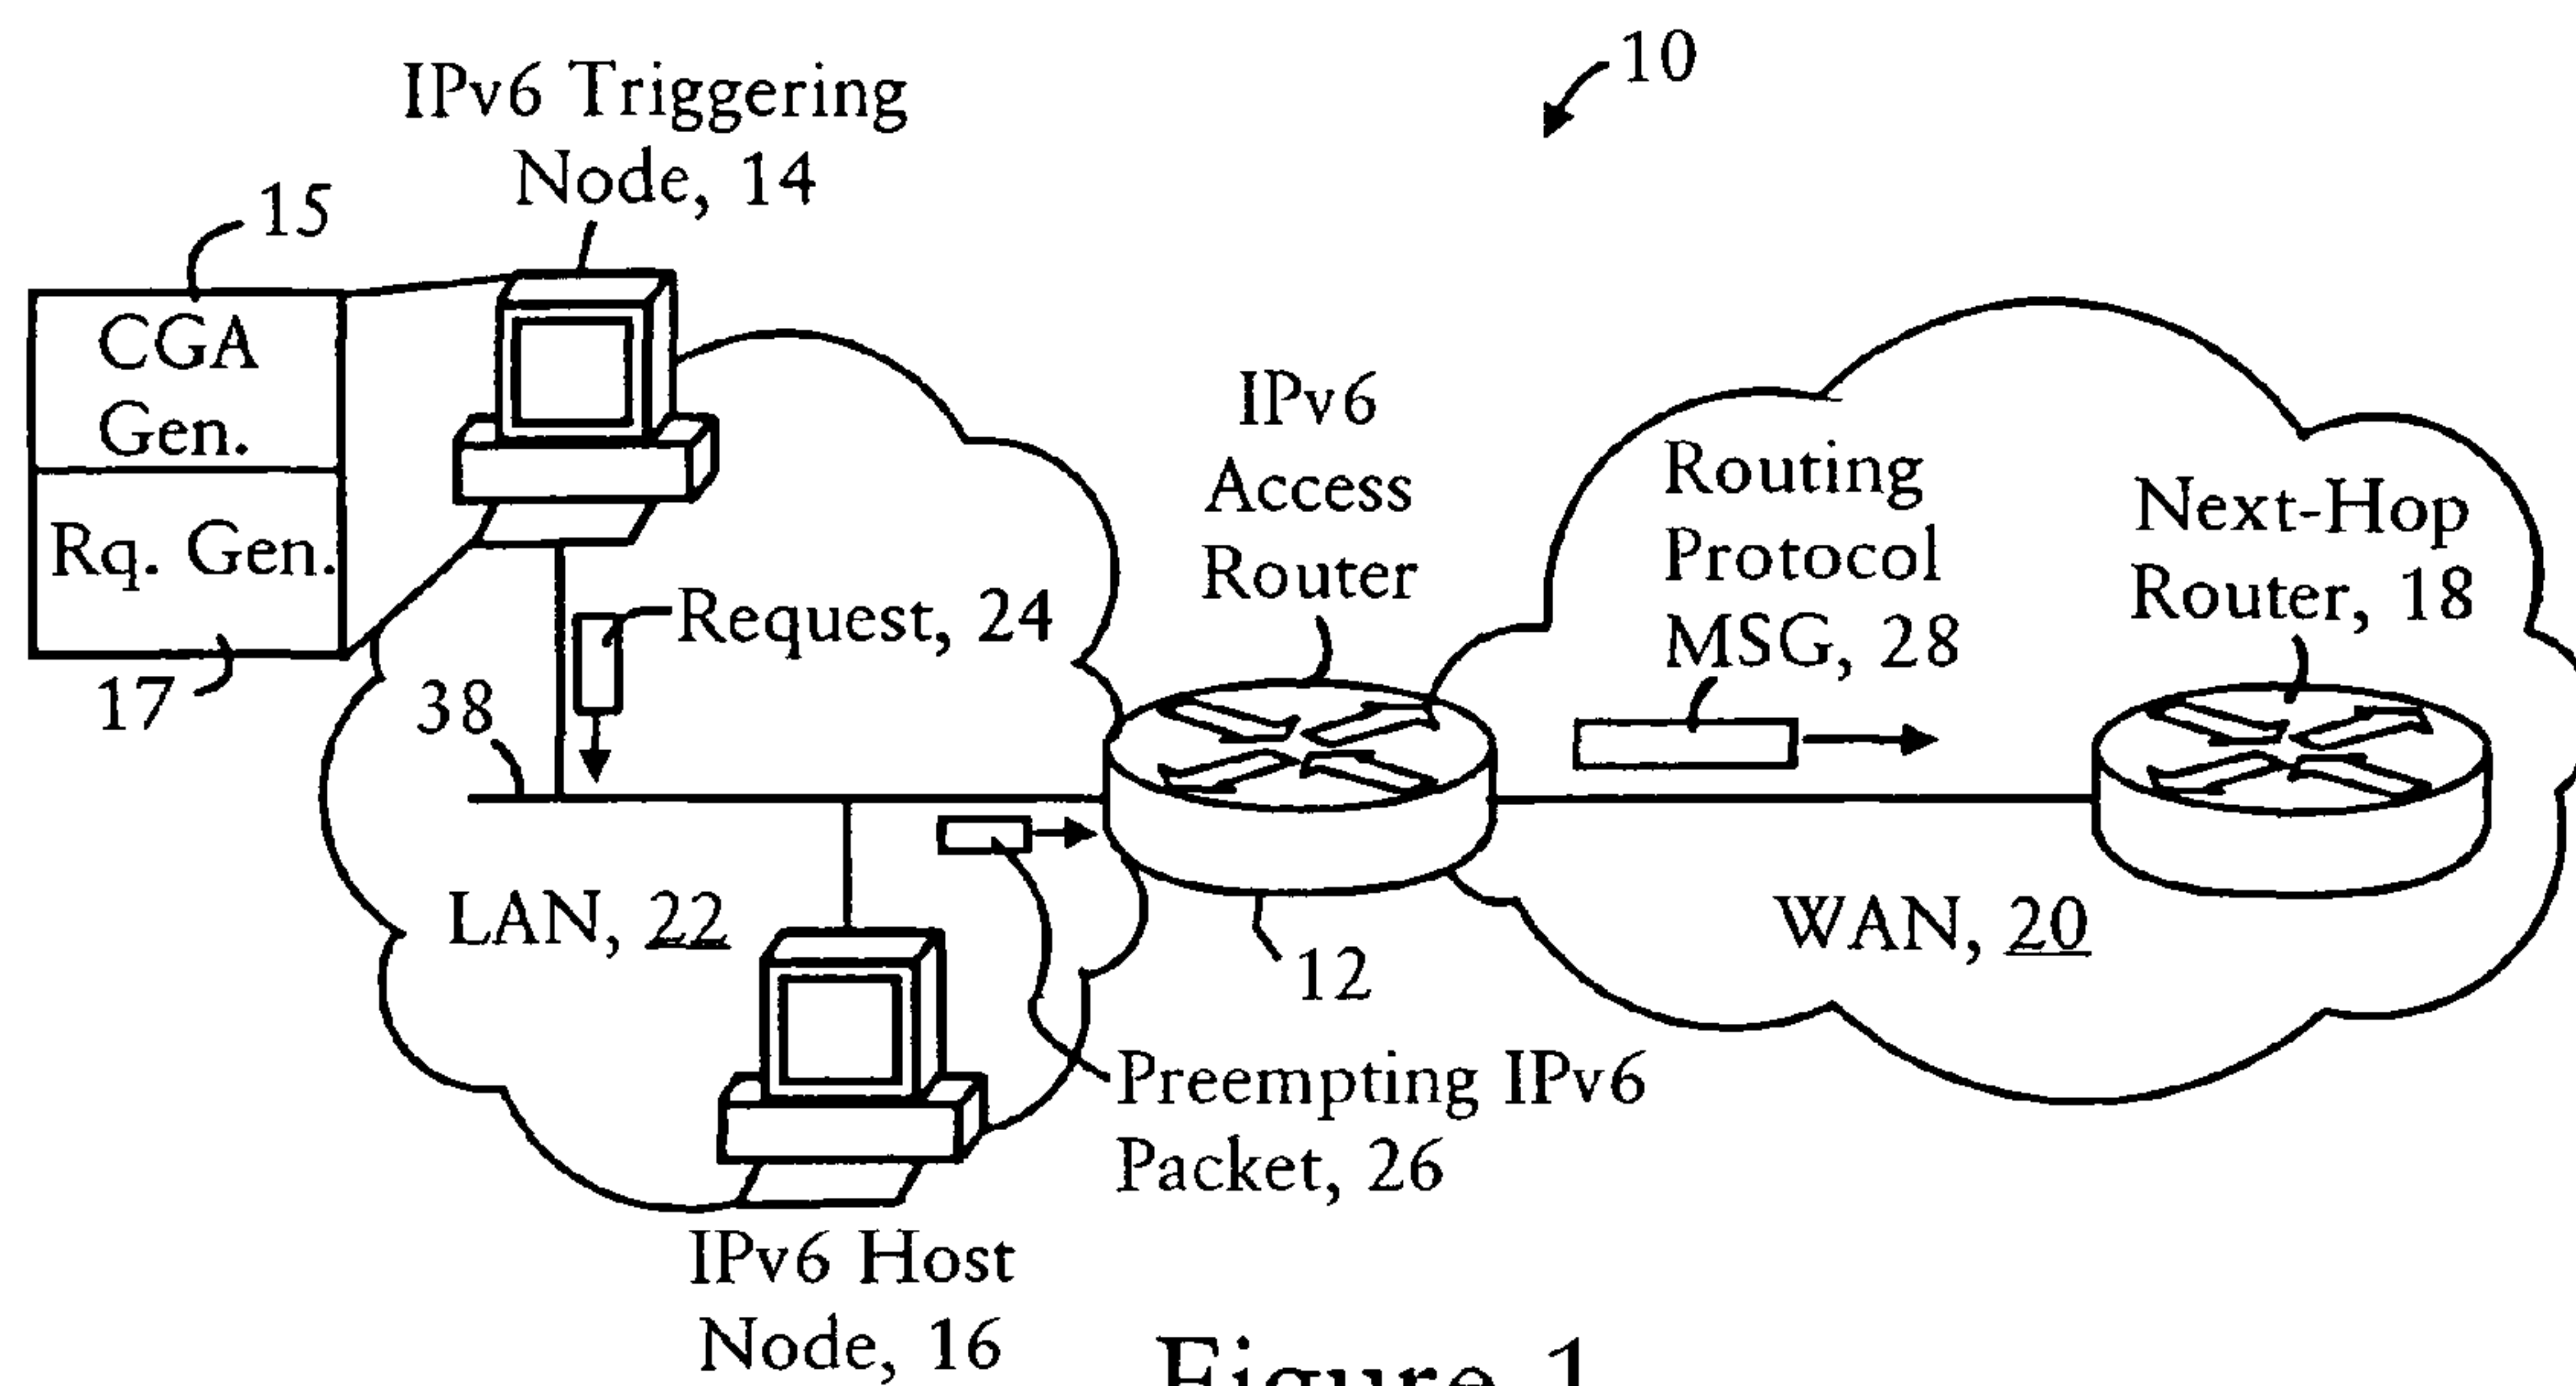 10
IPv6 Triggering
Node, 14
15
CGA
Gen.
Rq. Gen.
17
Request, 24
38
LAN, 22
IPv6
Access
Router
12
Routing
Protocol
MSG, 28
Next-Hop
Router, 18
WAN, 20
Preempting IPv6
Packet, 26
IPv6 Host
Node, 16
Figure 1